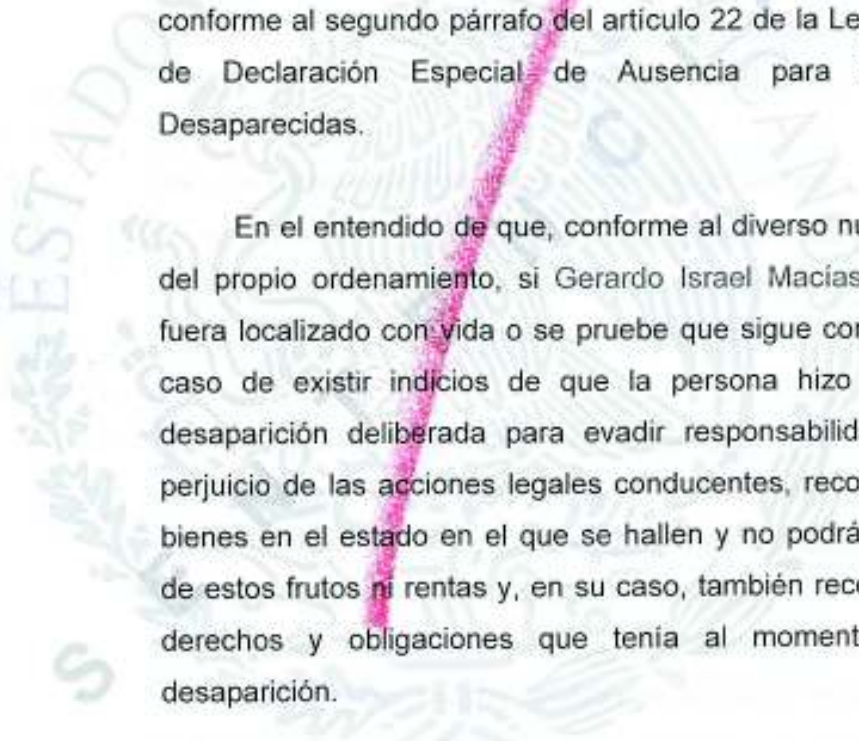 conforme al segundo párrafo del artículo 22 de la Le
de Declaración Especial de Ausencia para
Desaparecidas.
En el entendido de que, conforme al diverso nu
del propio ordenamiento, si Gerardo Israel Macías
fuera localizado con vida o se pruebe que sigue con
caso de existir indicios de que la persona hizo
desaparición deliberada para evadir responsabilid
perjuicio de las acciones legales conducentes, reco
bienes en el estado en el que se hallen y no podrá
de estos frutos ni rentas y, en su caso, también reco
derechos y obligaciones que tenía al moment
desaparición.
ESTADO